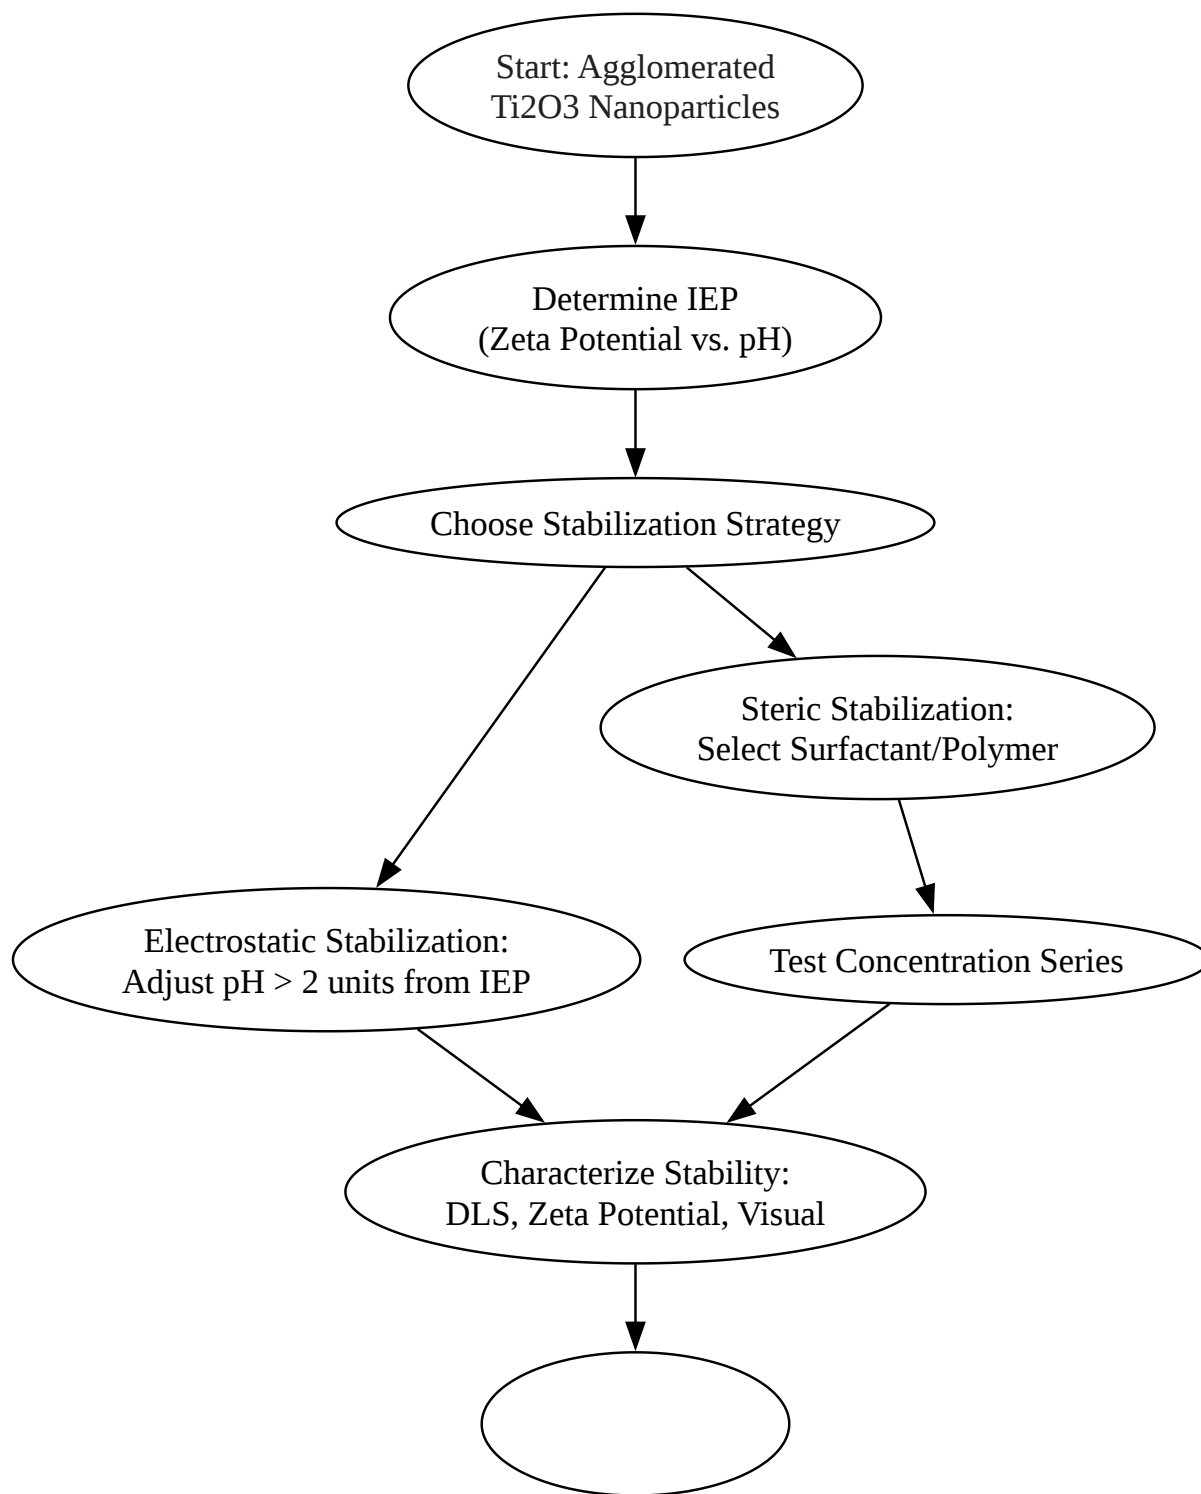 Start: Agglomerated
Ti2O3 Nanoparticles
Determine IEP
(Zeta Potential vs. pH)
Choose Stabilization Strategy
Steric Stabilization:
Select Surfactant/Polymer
Electrostatic Stabilization:
Adjust pH > 2 units from IEP
Test Concentration Series
Characterize Stability:
DLS, Zeta Potential, Visual